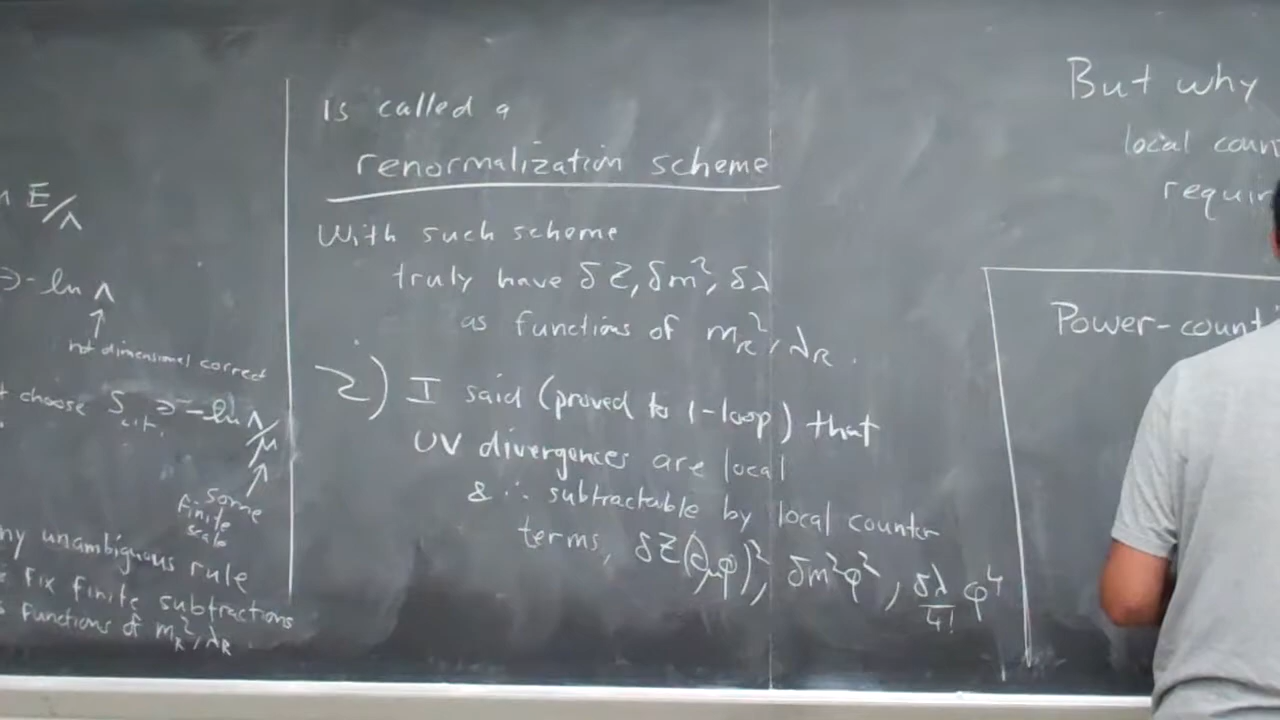 E/Λ
⊃ - ln Λ
↑
not dimensional correct
choose S_c.t. ⊃ - ln Λ/μ
some
finite
scale
unambiguous rule
fix finite subtractions
functions of m_R², λ_R
is called a
renormalization scheme
With such scheme
truly have δZ, δm², δλ
as functions of m_R², λ_R.
2) I said (proved to 1-loop) that
UV divergences are local
& ∴ subtractable by local counter
terms, δZ(∂_μφ)², δm²φ², δλ/4! φ⁴
But why
local coun
requir
Power-count